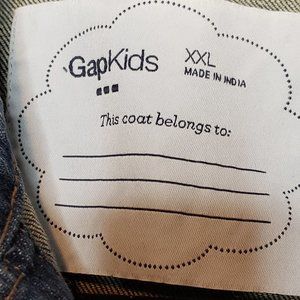 GapKids
XXL
MADE IN INDIA
This coat belongs to: